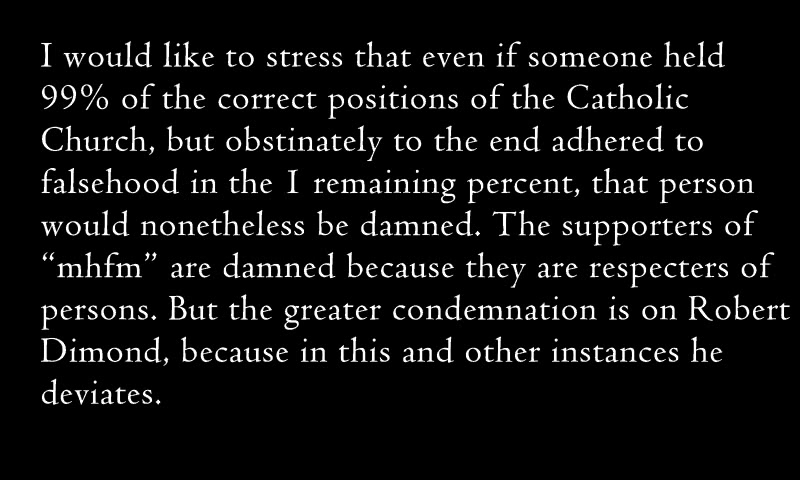 I would like to stress that even if someone held
99% of the correct positions of the Catholic
Church, but obstinately to the end adhered to
falsehood in the 1 remaining percent, that person
would nonetheless be damned. The supporters of
“mhfm” are damned because they are respecters of
persons. But the greater condemnation is on Robert
Dimond, because in this and other instances he
deviates.